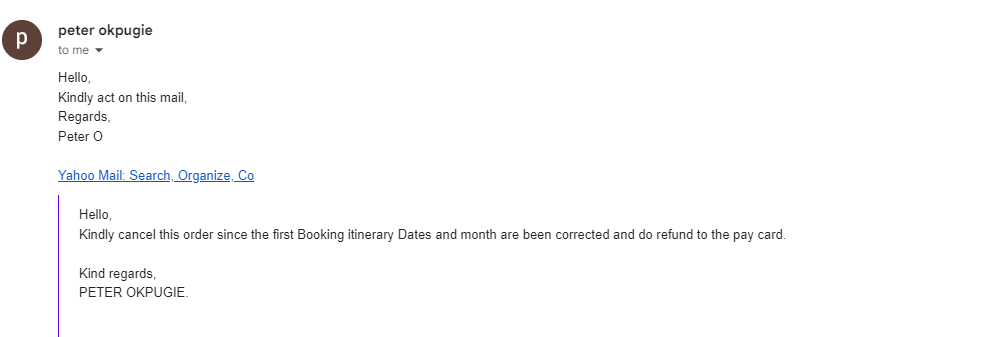 p
peter okpugie
to me
Hello,
Kindly act on this mail,
Regards,
Peter O
Yahoo Mail: Search, Organize, Co
Hello,
Kindly cancel this order since the first Booking itinerary Dates and month are been corrected and do refund to the pay card.
Kind regards,
PETER OKPUGIE.